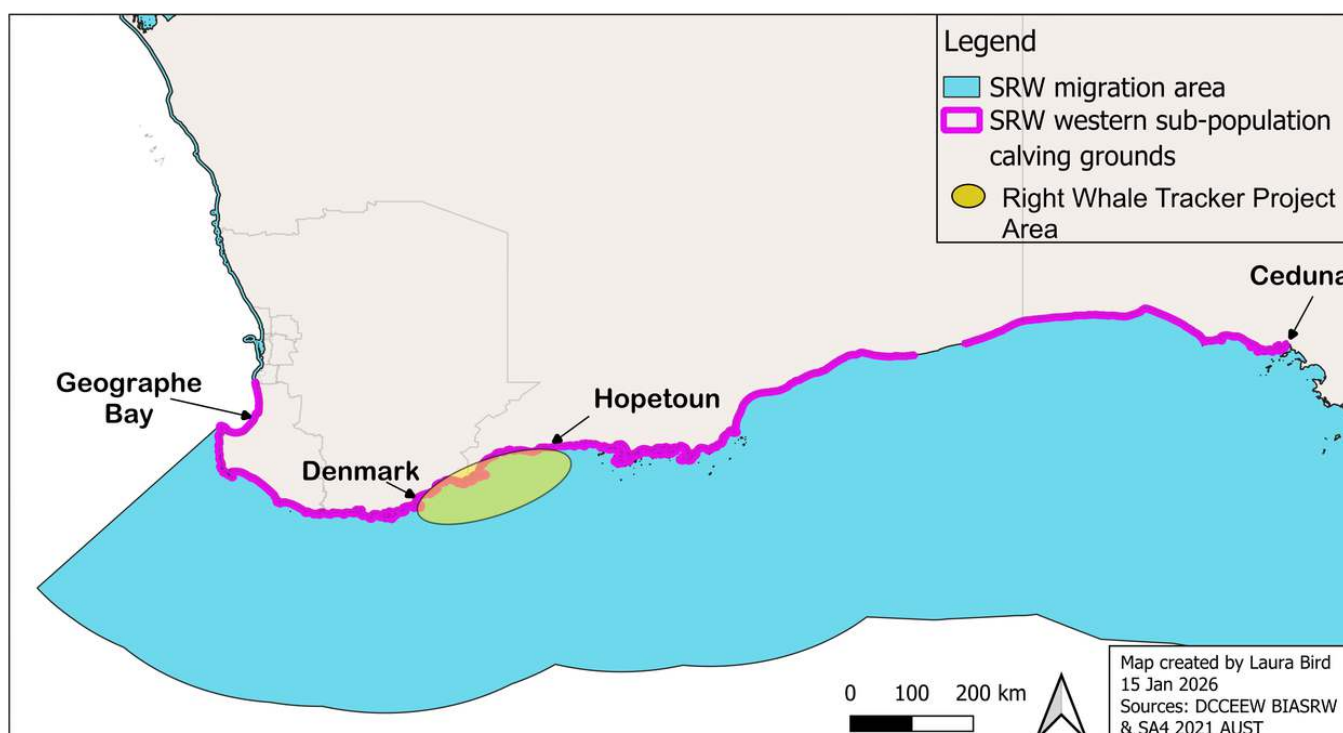 Legend
SRW migration area
SRW western sub-population
calving grounds
Right Whale Tracker Project
Area
Ceduna
Geographe
Bay
Hopetoun
Denmark
0 100 200 km
Map created by Laura Bird
15 Jan 2026
Sources: DCCEEW BIASRW
& SA4 2021 AUST